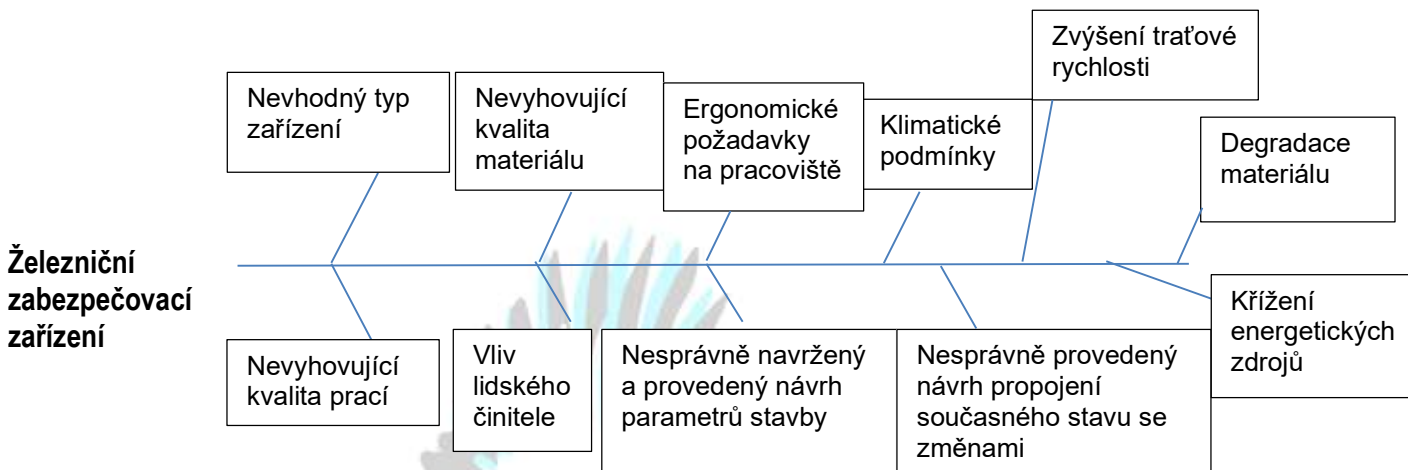 Zvýšení traťové
rychlosti
Nevhodný typ
zařízení
Nevyhovující
kvalita
materiálu
Ergonomické
požadavky
na pracoviště
Klimatické
podmínky
Degradace
materiálu
Železniční
zabezpečovací
zařízení
Nevyhovující
kvalita prací
Vliv
lidského
činitele
Nesprávně navržený
a provedený návrh
parametrů stavby
Nesprávně provedený
návrh propojení
současného stavu se
změnami
Křížení
energetických
zdrojů